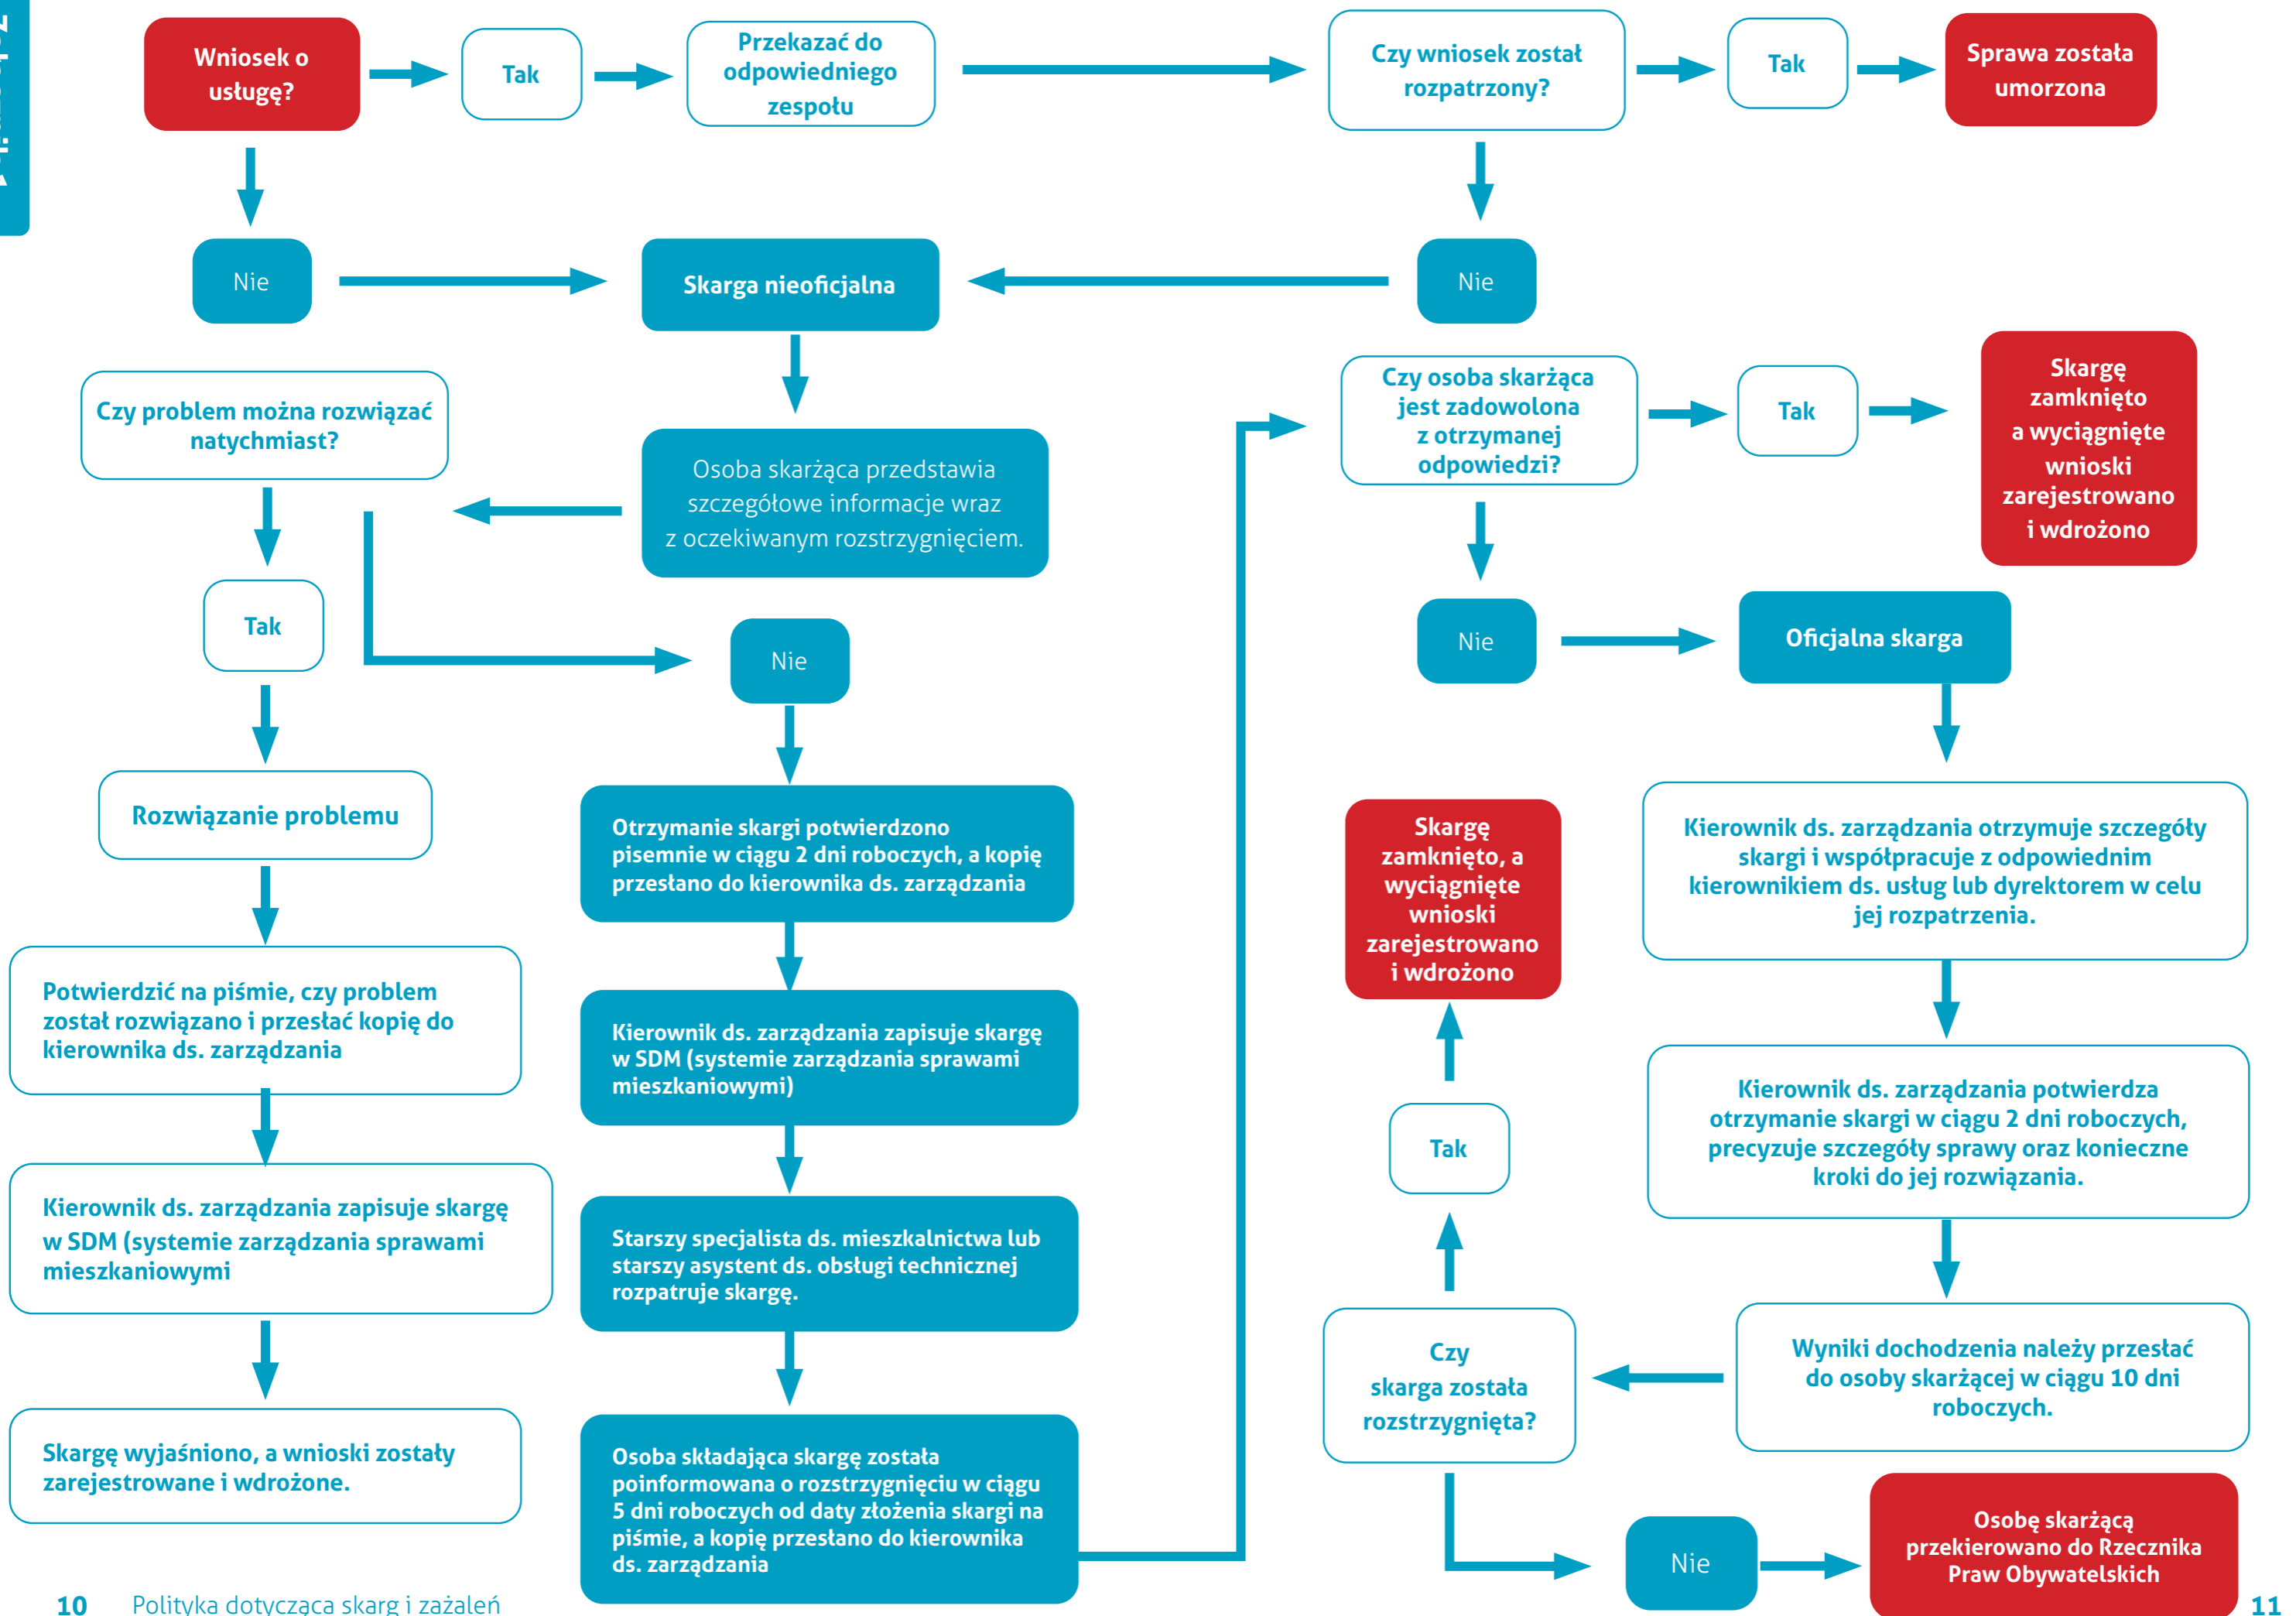 Wniosek o
usługę?
Tak
Przekazać do
odpowiedniego
zespołu
Czy wniosek został
rozpatrzony?
Tak
Sprawa została
umorzona
Nie
Skarga nieoficjalna
Nie
Czy problem można rozwiązać
natychmiast?
Osoba skarżąca przedstawia
szczegółowe informacje wraz
z oczekiwanym rozstrzygnięciem.
Czy osoba skarżąca
jest zadowolona
z otrzymanej
odpowiedzi?
Tak
Skargę
zamknięto
a wyciągnięte
wnioski
zarejestrowano
i wdrożono
Tak
Nie
Nie
Oficjalna skarga
Rozwiązanie problemu
Otrzymanie skargi potwierdzono
pisemnie w ciągu 2 dni roboczych, a kopię
przesłano do kierownika ds. zarządzania
Skargę
zamknięto, a
wyciągnięte
wnioski
zarejestrowano
i wdrożono
Kierownik ds. zarządzania otrzymuje szczegóły
skargi i współpracuje z odpowiednim
kierownikiem ds. usług lub dyrektorem w celu
jej rozpatrzenia.
Potwierdzić na piśmie, czy problem
został rozwiązano i przesłać kopię do
kierownika ds. zarządzania
Kierownik ds. zarządzania zapisuje skargę
w SDM (systemie zarządzania sprawami
mieszkaniowymi)
Tak
Kierownik ds. zarządzania potwierdza
otrzymanie skargi w ciągu 2 dni roboczych,
precyzuje szczegóły sprawy oraz konieczne
kroki do jej rozwiązania.
Kierownik ds. zarządzania zapisuje skargę
w SDM (systemie zarządzania sprawami
mieszkaniowymi
Starszy specjalista ds. mieszkalnictwa lub
starszy asystent ds. obsługi technicznej
rozpatruje skargę.
Czy
skarga została
rozstrzygnięta?
Wyniki dochodzenia należy przesłać
do osoby skarżącej w ciągu 10 dni
roboczych.
Skargę wyjaśniono, a wnioski zostały
zarejestrowane i wdrożone.
Osoba składająca skargę została
poinformowana o rozstrzygnięciu w ciągu
5 dni roboczych od daty złożenia skargi na
piśmie, a kopię przesłano do kierownika
ds. zarządzania
Nie
Osobę skarżącą
przekierowano do Rzecznika
Praw Obywatelskich
10 Polityka dotycząca skarg i zażaleń
11